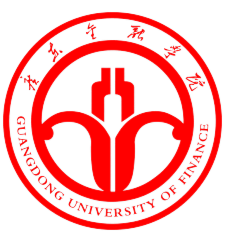 广东金融学院
GUANGDONG UNIVERSITY OF FINANCE